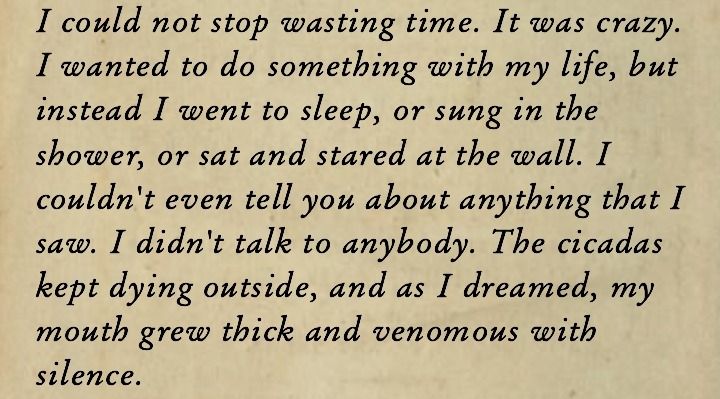 I could not stop wasting time. It was crazy.
I wanted to do something with my life, but
instead I went to sleep, or sung in the
shower, or sat and stared at the wall. I
couldn't even tell you about anything that I
saw. I didn't talk to anybody. The cicadas
kept dying outside, and as I dreamed, my
mouth grew thick and venomous with
silence.